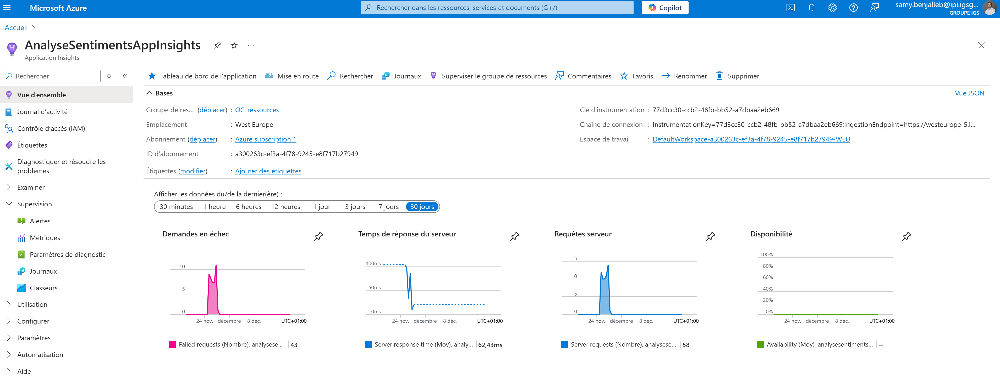 Microsoft Azure
Rechercher dans les ressources, services et documents (G+/)
Copilot
samy.benjalleb@ipi.igsg...
GROUPE IGS
Accueil
AnalyseSentimentsAppInsights
Application Insights
Rechercher
Tableau de bord de l'application
Mise en route
Rechercher
Journaux
Superviser le groupe de ressources
Commentaires
Favoris
Renommer
Supprimer
Vue d'ensemble
Journal d'activité
Contrôle d'accès (IAM)
Étiquettes
Diagnostiquer et résoudre les
problèmes
Examiner
Supervision
Alertes
Métriques
Paramètres de diagnostic
Journaux
Classeurs
Utilisation
Configurer
Paramètres
Automatisation
Aide
Bases
Vue JSON
Groupe de res... (déplacer) : OC_ressources
Emplacement : West Europe
Abonnement (déplacer) : Azure subscription 1
ID d'abonnement : a300263c-ef3a-4f78-9245-e8f717b27949
Étiquettes (modifier) : Ajouter des étiquettes
Clé d'instrumentation : 77d3cc30-ccb2-48fb-bb52-a7dbaa2eb669
Chaîne de connexion : InstrumentationKey=77d3cc30-ccb2-48fb-bb52-a7dbaa2eb669;IngestionEndpoint=https://westeurope-5.i...
Espace de travail : DefaultWorkspace-a300263c-ef3a-4f78-9245-e8f717b27949-WEU
Afficher les données du/de la dernier(ère) :
30 minutes 1 heure 6 heures 12 heures 1 jour 3 jours 7 jours 30 jours
Demandes en échec
10
5
0
24 nov. décembre 8 déc. UTC+01:00
Failed requests (Nombre), analysese... 43
Temps de réponse du serveur
100ms
50ms
0ms
24 nov. décembre 8 déc. UTC+01:00
Server response time (Moy), analy... 62,43ms
Requêtes serveur
15
10
5
0
24 nov. décembre 8 déc. UTC+01:00
Server requests (Nombre), analysese... 58
Disponibilité
100%
80%
60%
40%
20%
0%
24 nov. décembre 8 déc. UTC+01:00
Availability (Moy), analysesentiments... --